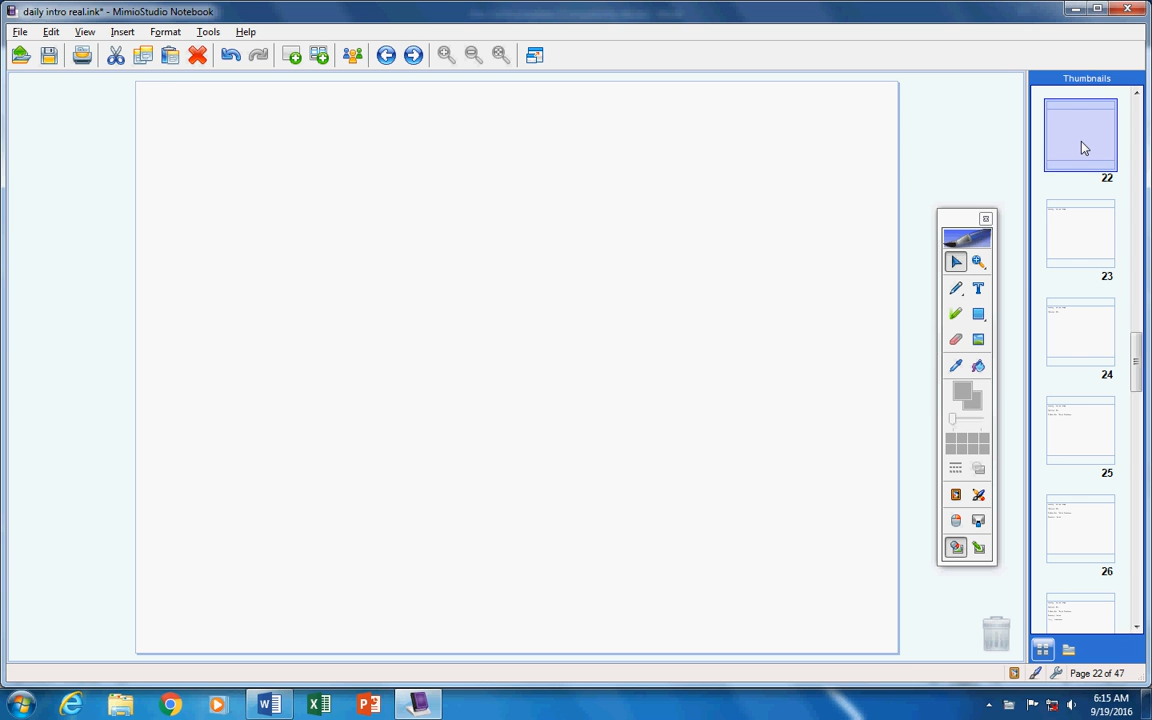 daily intro real.ink* - MimioStudio Notebook
File Edit View Insert Format Tools Help
Thumbnails
22
23
24
25
26
Page 22 of 47
6:15 AM
9/19/2016